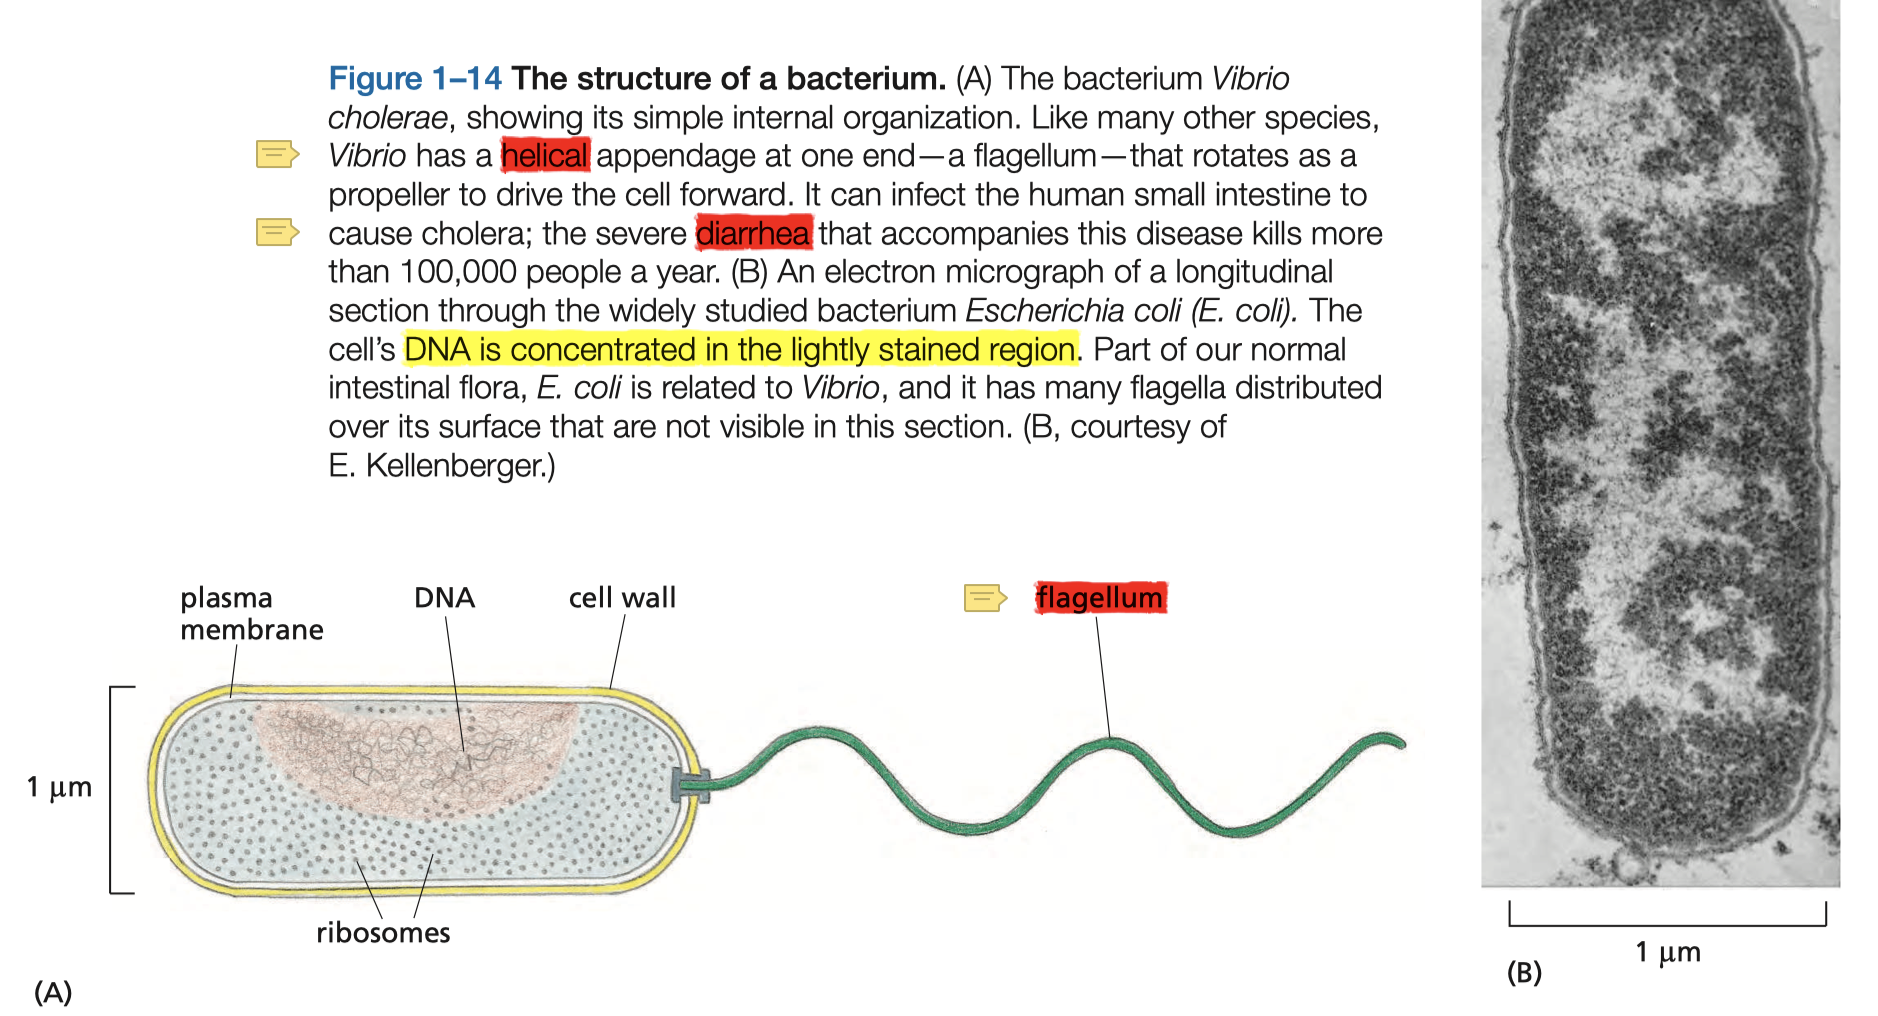 Figure 1–14 The structure of a bacterium. (A) The bacterium Vibrio
cholerae, showing its simple internal organization. Like many other species,
Vibrio has a helical appendage at one end—a flagellum—that rotates as a
propeller to drive the cell forward. It can infect the human small intestine to
cause cholera; the severe diarrhea that accompanies this disease kills more
than 100,000 people a year. (B) An electron micrograph of a longitudinal
section through the widely studied bacterium Escherichia coli (E. coli). The
cell’s DNA is concentrated in the lightly stained region. Part of our normal
intestinal flora, E. coli is related to Vibrio, and it has many flagella distributed
over its surface that are not visible in this section. (B, courtesy of
E. Kellenberger.)
plasma
membrane
DNA
cell wall
flagellum
1 μm
ribosomes
(A)
1 μm
(B)